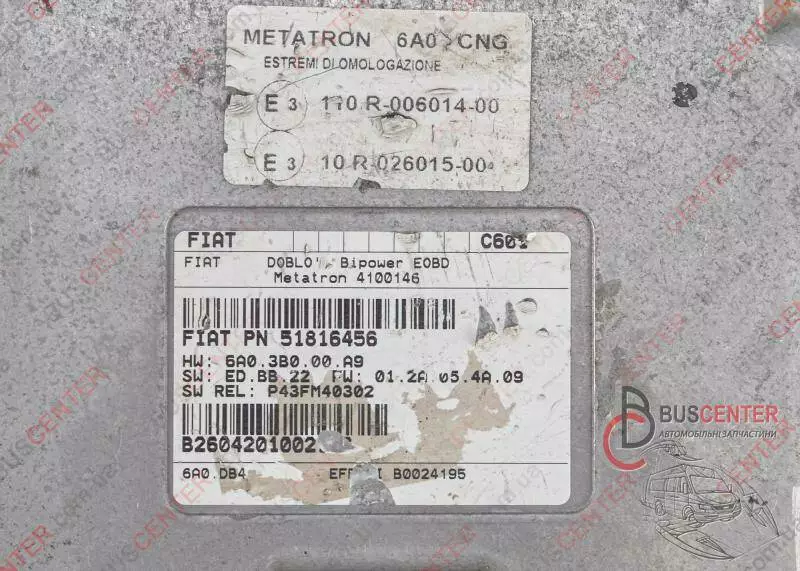 METATRON 6A0 CNG
ESTREMI DI OMOLOGAZIONE
E 3 110 R-006014-00
E 3 10 R-026015-00
FIAT C601
FIAT DOBLO' Bipower EOBD
Metatron 4100146
FIAT PN 51816456
HW: 6A0.3B0.00.A9
SW: ED.BB.22 FW: 01.2A.05.4A.09
SW REL: P43FM40302
B2604201002
6A0.DB4 B0024195
BUSCENTER
АВТОМОБІЛЬНІ ЗАПЧАСТИНИ